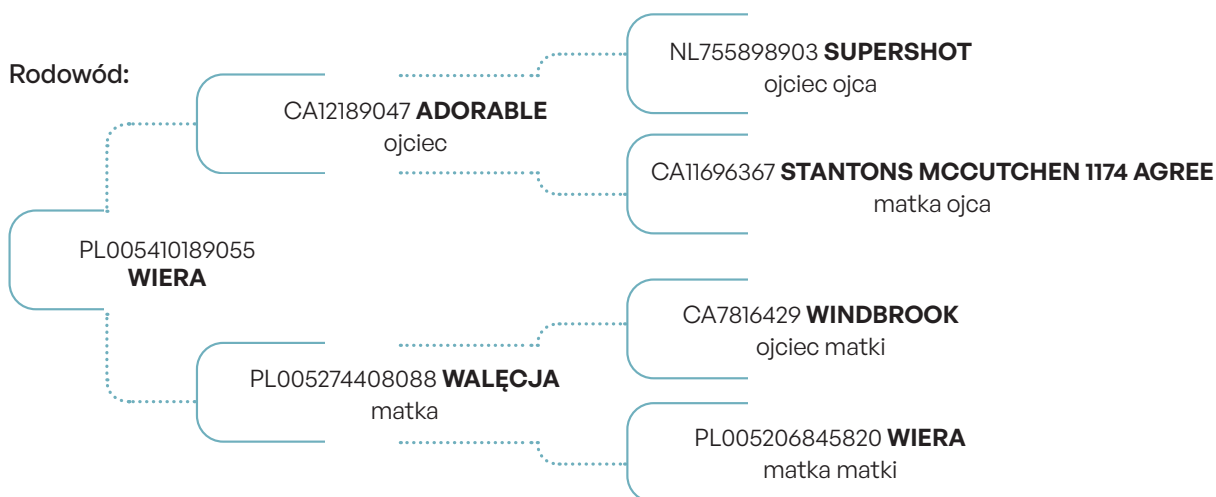 Rodowód:
NL755898903 SUPERSHOT
ojciec ojca
CA12189047 ADORABLE
ojciec
CA11696367 STANTONS MCCUTCHEN 1174 AGREE
matka ojca
PL005410189055
WIERA
CA7816429 WINDBROOK
ojciec matki
PL005274408088 WALĘCJA
matka
PL005206845820 WIERA
matka matki